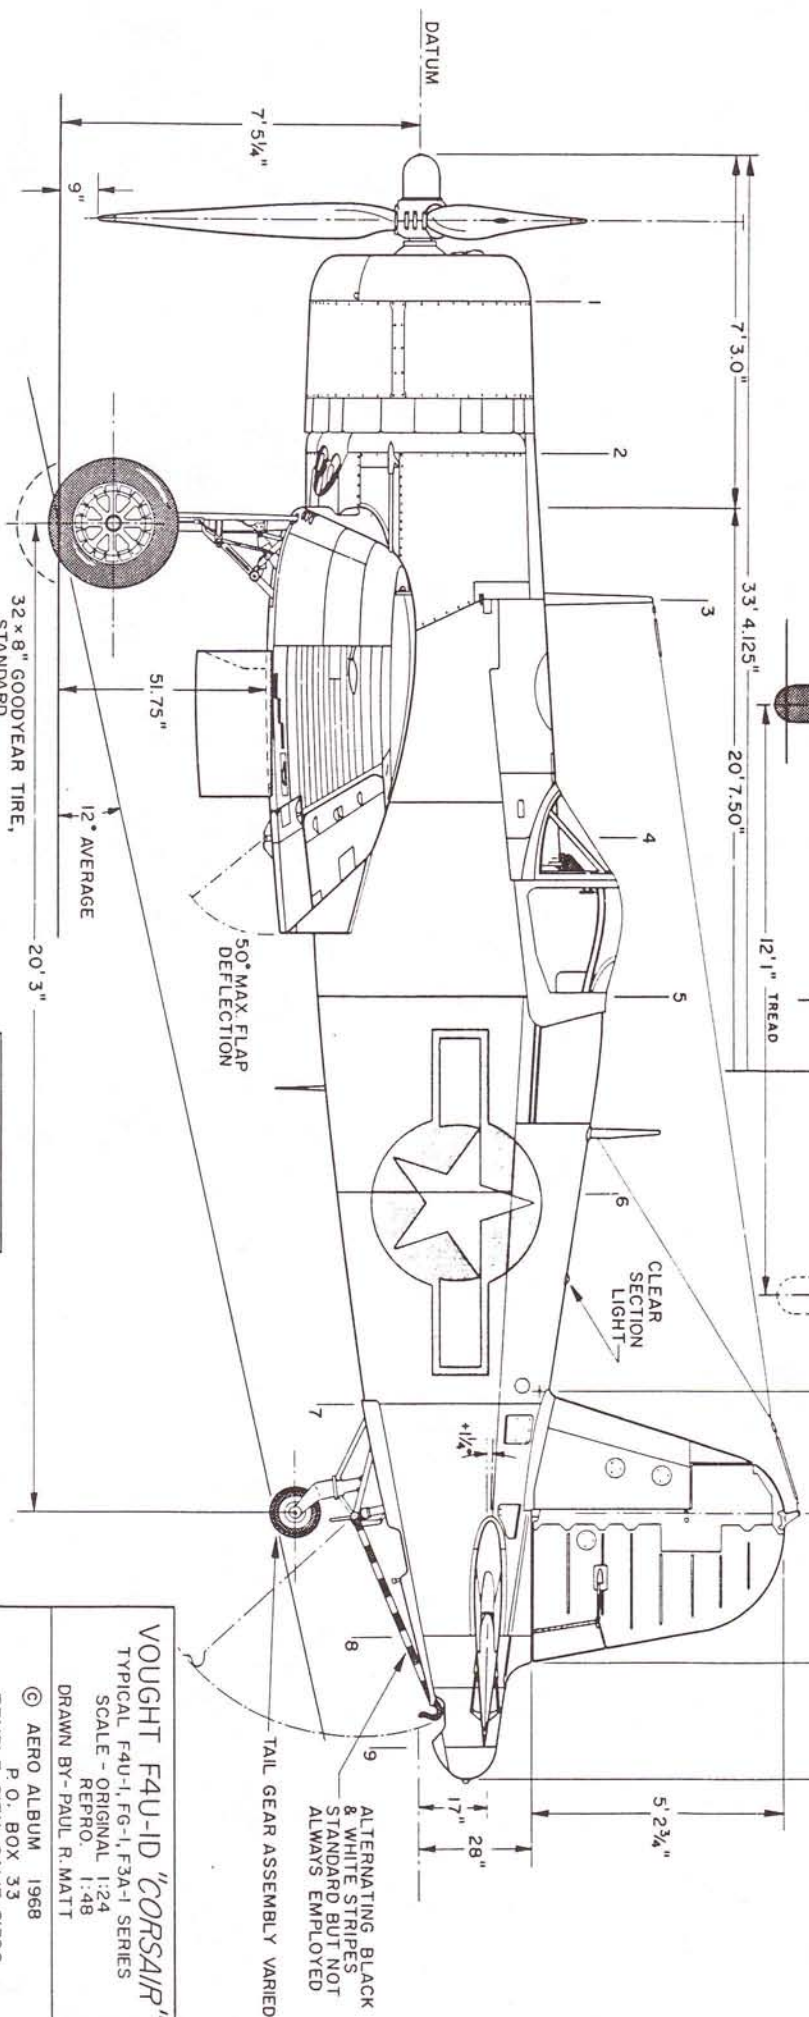 DATUM
7' 5¼"
9"
7' 3.0"
33' 4.125"
20' 7.50"
12' 1" TREAD
1
2
3
4
5
6
7
8
9
32 x 8" GOODYEAR TIRE,
STANDARD
51.75"
12° AVERAGE
20' 3"
50° MAX. FLAP
DEFLECTION
CLEAR
SECTION
LIGHT
+1¼°
5' 2¾"
28"
17"
ALTERNATING BLACK
& WHITE STRIPES
STANDARD BUT NOT
ALWAYS EMPLOYED
TAIL GEAR ASSEMBLY VARIED
VOUGHT F4U-1D "CORSAIR"
TYPICAL F4U-1, FG-1, F3A-1 SERIES
SCALE - ORIGINAL 1:24
REPRO. 1:48
DRAWN BY - PAUL R. MATT
© AERO ALBUM 1968
P. O. BOX 33